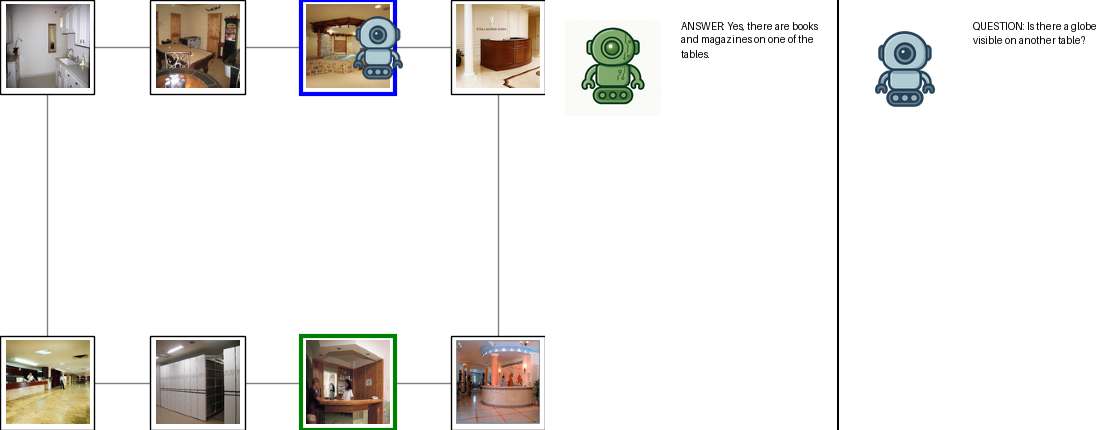 ANSWER: Yes, there are books
and magazines on one of the
tables.
QUESTION: Is there a globe
visible on another table?